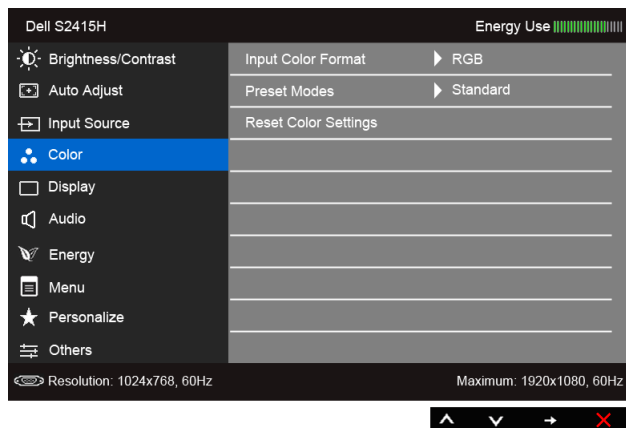 Dell S2415H Energy Use
Brightness/Contrast Input Color Format RGB
Auto Adjust Preset Modes Standard
Input Source Reset Color Settings
Color
Display
Audio
Energy
Menu
Personalize
Others
Resolution: 1024x768, 60Hz Maximum: 1920x1080, 60Hz